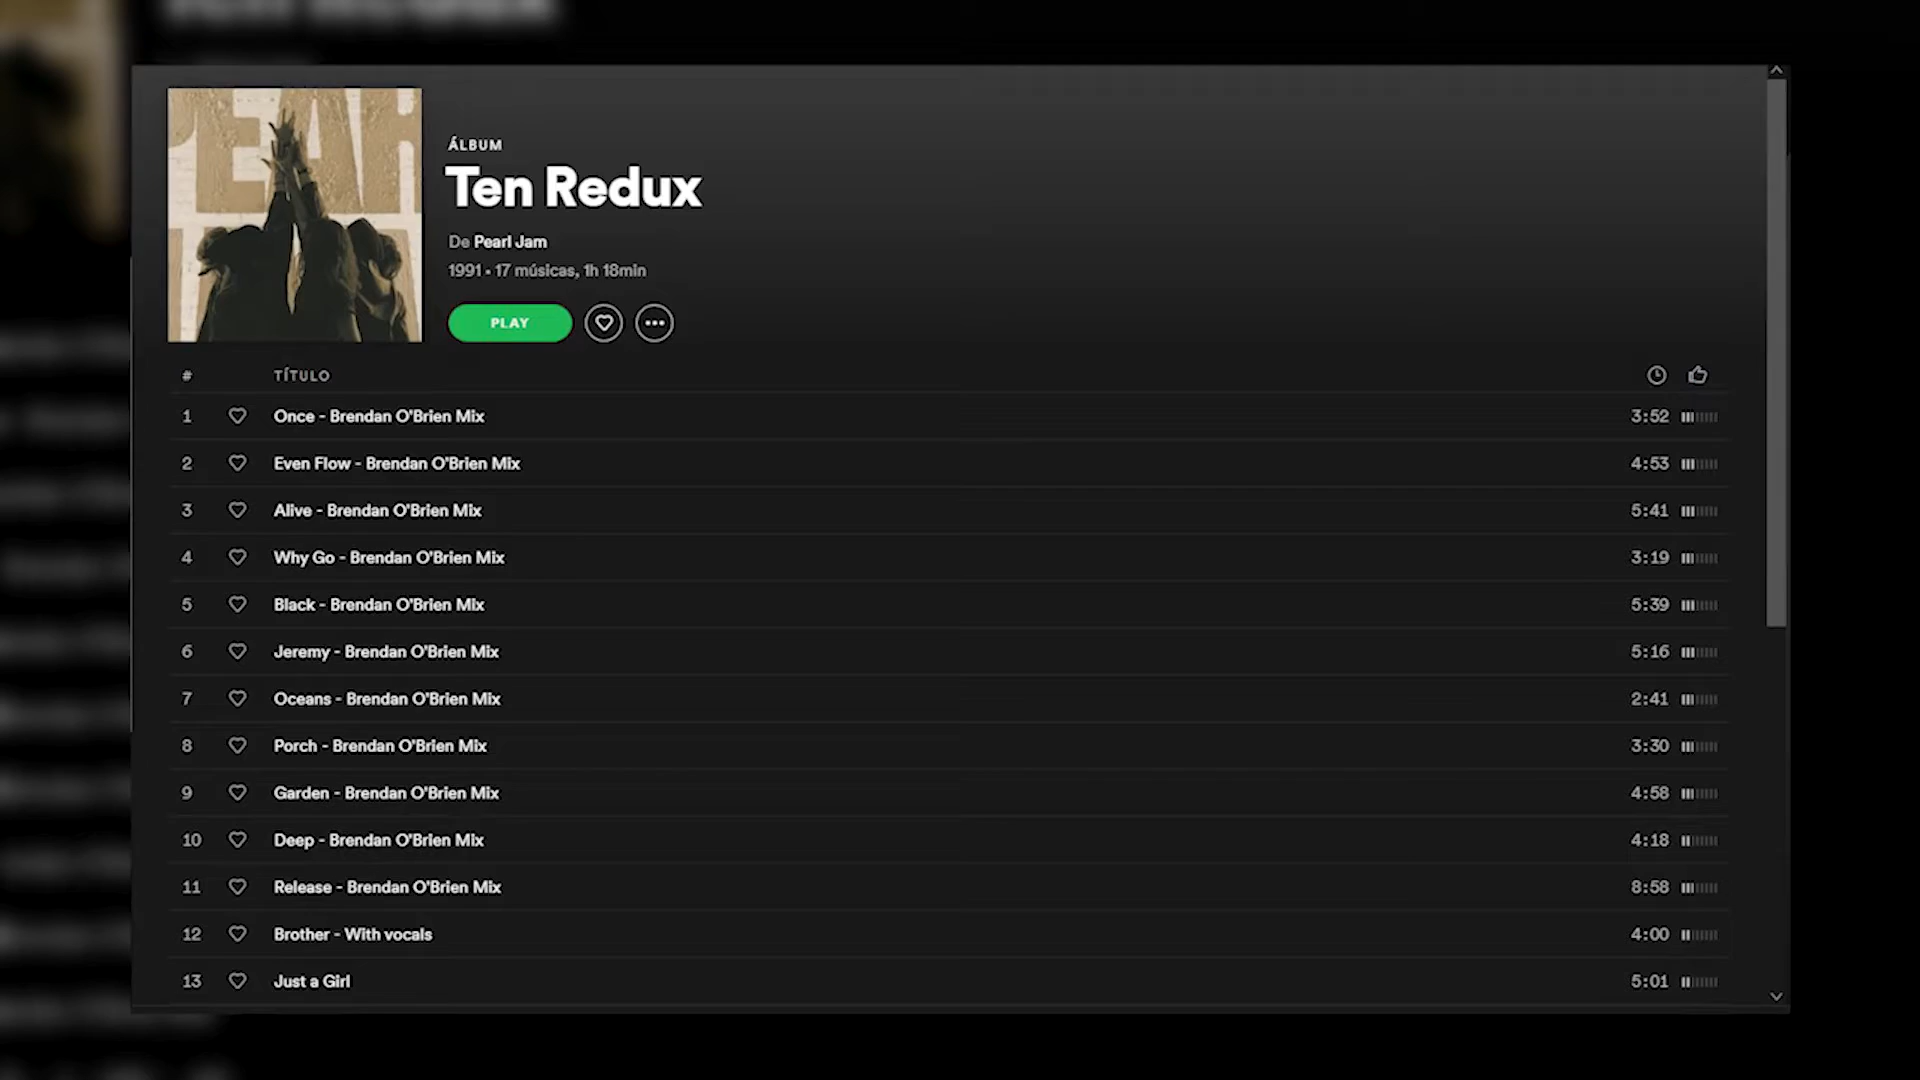 PEAR
ÁLBUM
Ten Redux
De Pearl Jam
1991 • 17 músicas, 1h 18min
PLAY
# TÍTULO
1 Once - Brendan O'Brien Mix 3:52
2 Even Flow - Brendan O'Brien Mix 4:53
3 Alive - Brendan O'Brien Mix 5:41
4 Why Go - Brendan O'Brien Mix 3:19
5 Black - Brendan O'Brien Mix 5:39
6 Jeremy - Brendan O'Brien Mix 5:16
7 Oceans - Brendan O'Brien Mix 2:41
8 Porch - Brendan O'Brien Mix 3:30
9 Garden - Brendan O'Brien Mix 4:58
10 Deep - Brendan O'Brien Mix 4:18
11 Release - Brendan O'Brien Mix 8:58
12 Brother - With vocals 4:00
13 Just a Girl 5:01